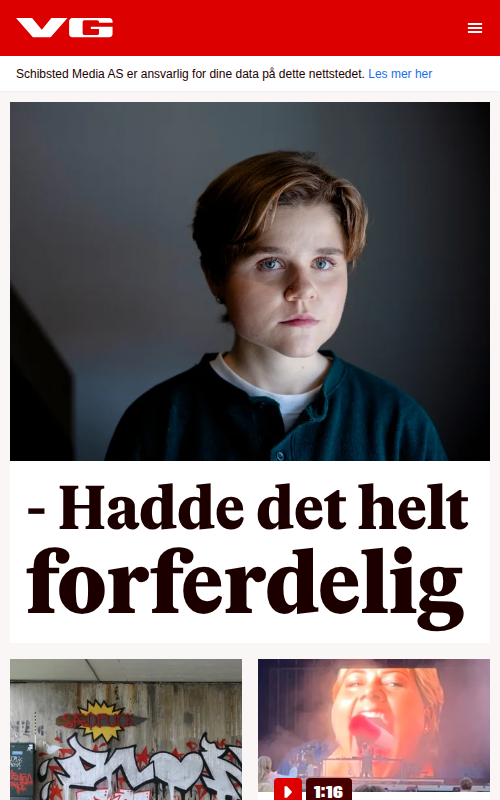 VG
Schibsted Media AS er ansvarlig for dine data på dette nettstedet. Les mer her
- Hadde det helt
forferdelig
1:16